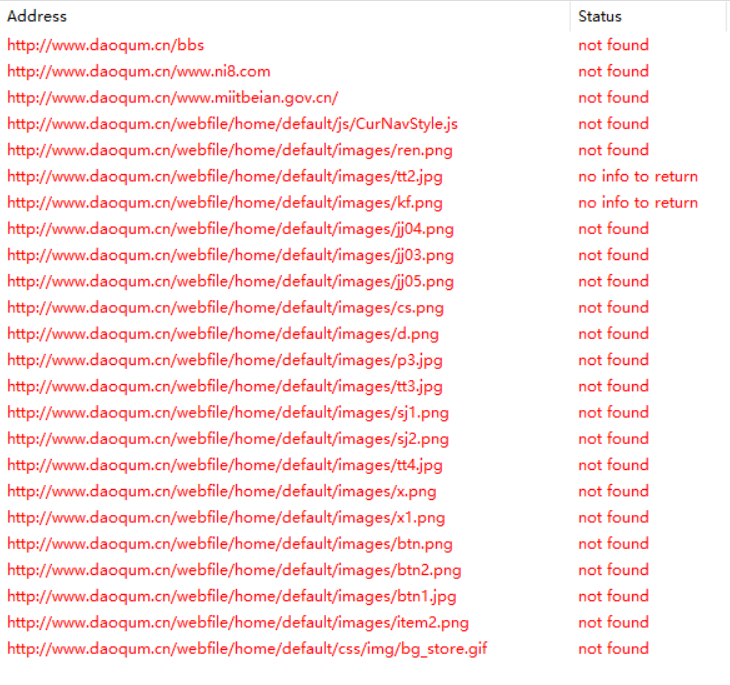 Address Status
http://www.daoqum.cn/bbs not found
http://www.daoqum.cn/www.ni8.com not found
http://www.daoqum.cn/www.miitbeian.gov.cn/ not found
http://www.daoqum.cn/webfile/home/default/js/CurNavStyle.js not found
http://www.daoqum.cn/webfile/home/default/images/ren.png not found
http://www.daoqum.cn/webfile/home/default/images/tt2.jpg no info to return
http://www.daoqum.cn/webfile/home/default/images/kf.png no info to return
http://www.daoqum.cn/webfile/home/default/images/jj04.png not found
http://www.daoqum.cn/webfile/home/default/images/jj03.png not found
http://www.daoqum.cn/webfile/home/default/images/jj05.png not found
http://www.daoqum.cn/webfile/home/default/images/cs.png not found
http://www.daoqum.cn/webfile/home/default/images/d.png not found
http://www.daoqum.cn/webfile/home/default/images/p3.jpg not found
http://www.daoqum.cn/webfile/home/default/images/tt3.jpg not found
http://www.daoqum.cn/webfile/home/default/images/sj1.png not found
http://www.daoqum.cn/webfile/home/default/images/sj2.png not found
http://www.daoqum.cn/webfile/home/default/images/tt4.jpg not found
http://www.daoqum.cn/webfile/home/default/images/x.png not found
http://www.daoqum.cn/webfile/home/default/images/x1.png not found
http://www.daoqum.cn/webfile/home/default/images/btn.png not found
http://www.daoqum.cn/webfile/home/default/images/btn2.png not found
http://www.daoqum.cn/webfile/home/default/images/btn1.jpg not found
http://www.daoqum.cn/webfile/home/default/images/item2.png not found
http://www.daoqum.cn/webfile/home/default/css/img/bg_store.gif not found